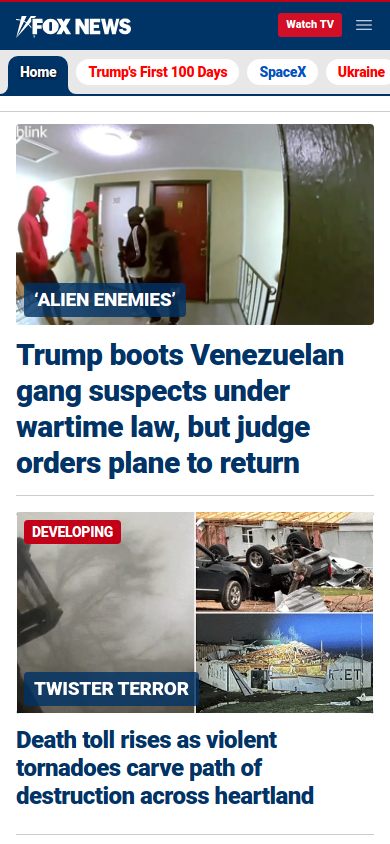 FOX NEWS
Watch TV
Home
Trump's First 100 Days
SpaceX
Ukraine
blink
‘ALIEN ENEMIES’
Trump boots Venezuelan
gang suspects under
wartime law, but judge
orders plane to return
DEVELOPING
ET
TWISTER TERROR
Death toll rises as violent
tornadoes carve path of
destruction across heartland